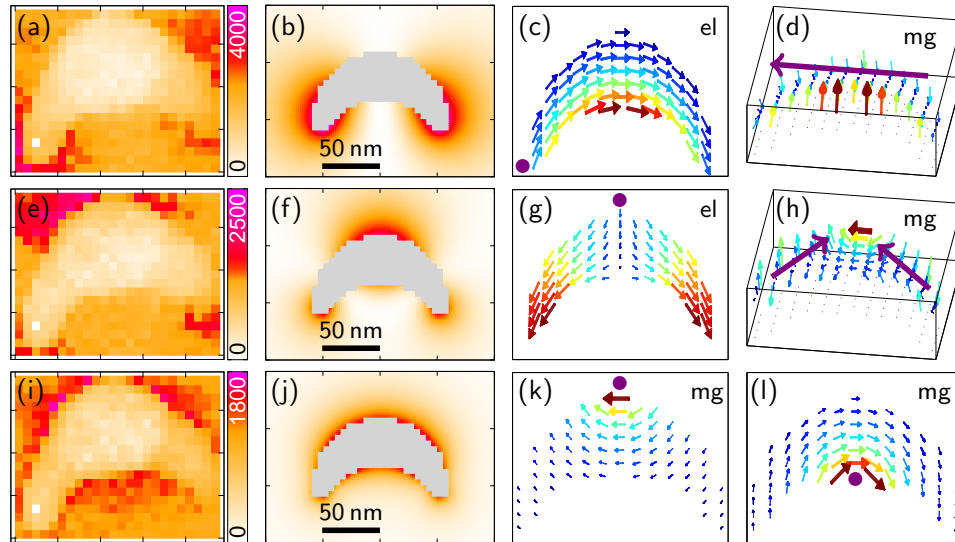 (a)
4000
0
(b)
50 nm
(c)
el
(d)
mg
(e)
2500
0
(f)
50 nm
(g)
el
(h)
mg
(i)
1800
0
(j)
50 nm
(k)
mg
(l)
mg